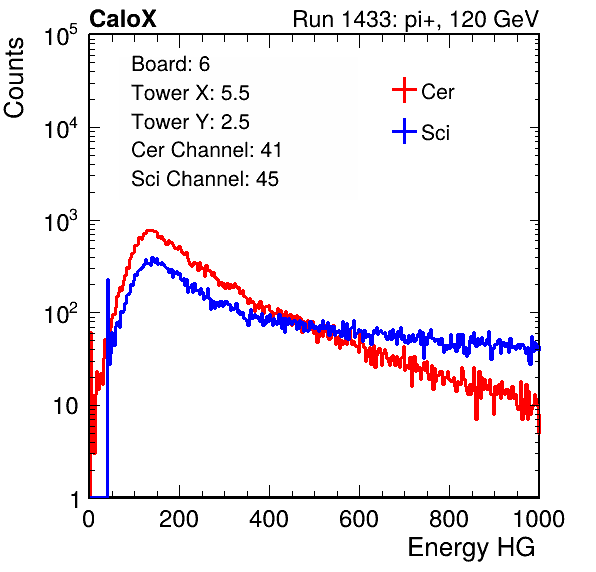 CaloX
Run 1433: pi+, 120 GeV
Counts
Board: 6
Tower X: 5.5
Tower Y: 2.5
Cer Channel: 41
Sci Channel: 45
Cer
Sci
10^5
10^4
10^3
10^2
10
1
0 200 400 600 800 1000
Energy HG